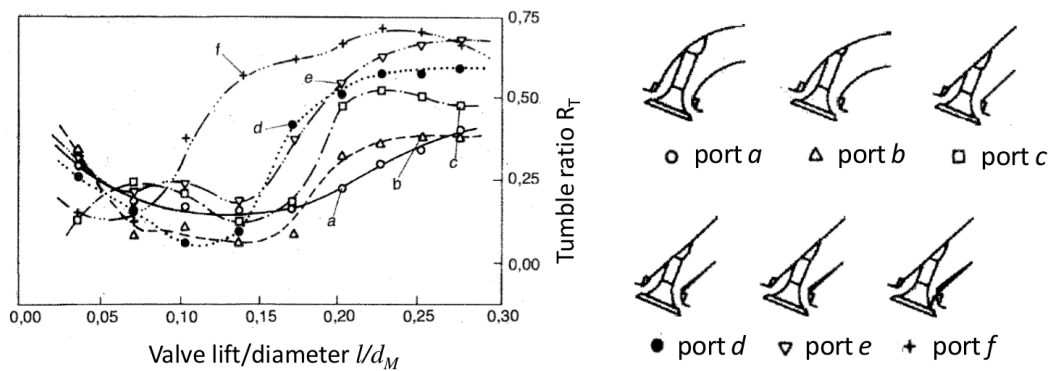 0,75
0,50
0,25
0,00
Tumble ratio R_T
0,00 0,05 0,10 0,15 0,20 0,25 0,30
Valve lift/diameter l/d_M
f
e
d
c
b
a
port a
port b
port c
port d
port e
port f